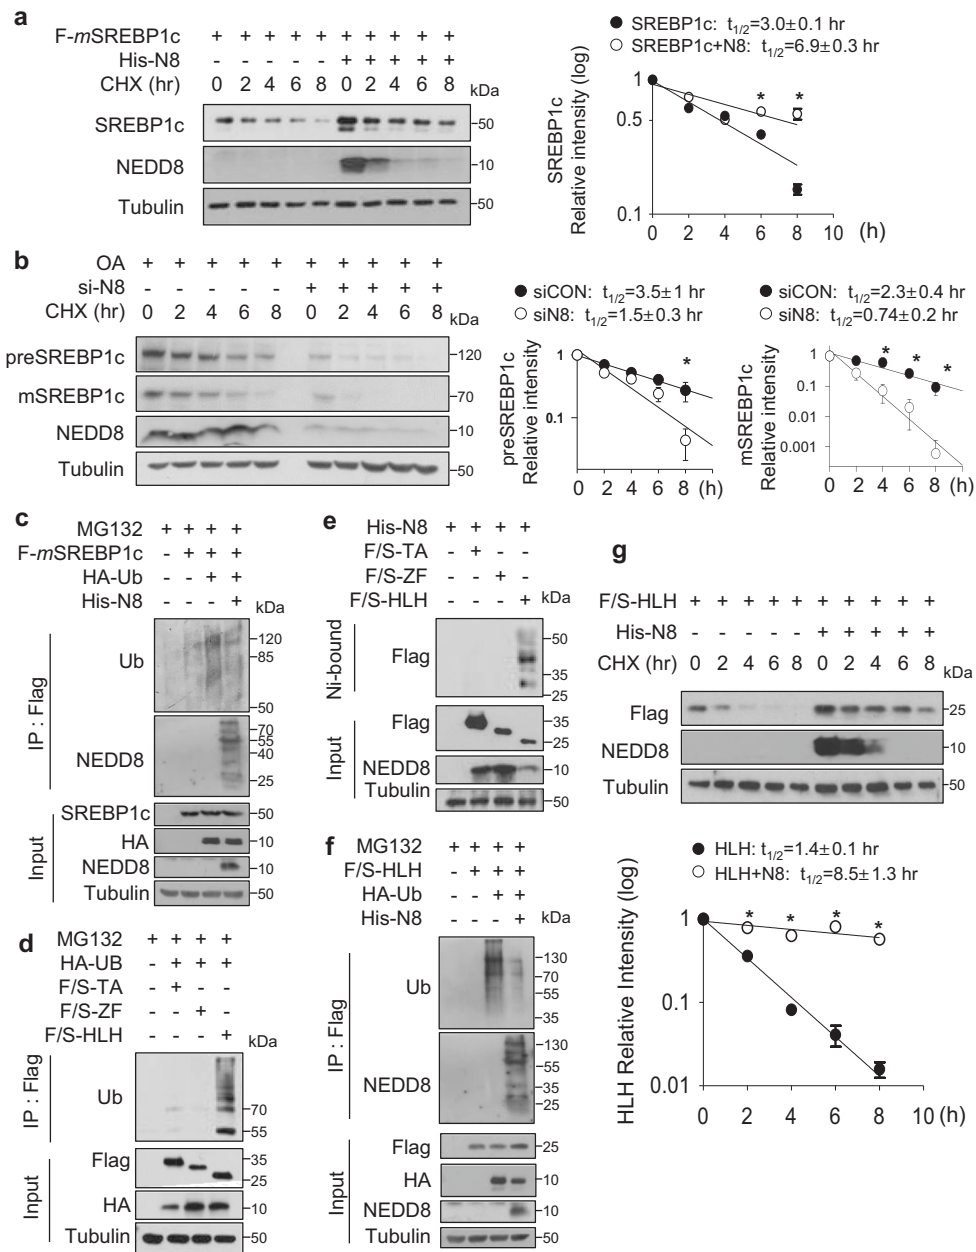 a
F-mSREBP1c + + + + + + + + + +
His-N8 - - - - - + + + + +
CHX (hr) 0 2 4 6 8 0 2 4 6 8 kDa
SREBP1c 50
NEDD8 10
Tubulin 50
SREBP1c: t1/2=3.0±0.1 hr
SREBP1c+N8: t1/2=6.9±0.3 hr
SREBP1c
Relative intensity (log)
1
0.5
0.1
* *
0 2 4 6 8 10 (h)
b
OA + + + + + + + + + +
si-N8 - - - - - + + + + +
CHX (hr) 0 2 4 6 8 0 2 4 6 8
kDa
preSREBP1c 120
mSREBP1c 70
NEDD8 10
Tubulin 50
siCON: t1/2=3.5±1 hr
siN8: t1/2=1.5±0.3 hr
preSREBP1c
Relative intensity
1
0.1
*
0 2 4 6 8 (h)
siCON: t1/2=2.3±0.4 hr
siN8: t1/2=0.74±0.2 hr
mSREBP1c
Relative intensity
1
0.1
0.01
0.001
* * *
0 2 4 6 8 (h)
c
MG132 + + + + +
F-mSREBP1c - + + +
HA-Ub - - + +
His-N8 - - - +
kDa
IP : Flag
Ub
120
85
50
NEDD8
70
55
40
25
Input
SREBP1c 50
HA 10
NEDD8 10
Tubulin 50
d
MG132 + + + +
HA-UB - + + +
F/S-TA - + - -
F/S-ZF - - + -
F/S-HLH - - - +
kDa
IP : Flag
Ub
70
55
Input
Flag 35
25
HA 10
Tubulin 50
e
His-N8 + + + +
F/S-TA - + - -
F/S-ZF - - + -
F/S-HLH - - - +
kDa
Ni-bound
Flag
50
35
25
Input
Flag 35
25
NEDD8 10
Tubulin 50
f
MG132 + + + +
F/S-HLH - + + +
HA-Ub - - + +
His-N8 - - - +
kDa
IP : Flag
Ub
130
70
55
35
NEDD8
130
55
35
25
Input
Flag 25
HA 10
NEDD8 10
Tubulin 50
g
F/S-HLH + + + + + + + + + +
His-N8 - - - - - + + + + +
CHX (hr) 0 2 4 6 8 0 2 4 6 8
kDa
Flag 25
NEDD8 10
Tubulin 50
HLH: t1/2=1.4±0.1 hr
HLH+N8: t1/2=8.5±1.3 hr
HLH Relative Intensity (log)
1
0.1
0.01
* * * *
0 2 4 6 8 10 (h)